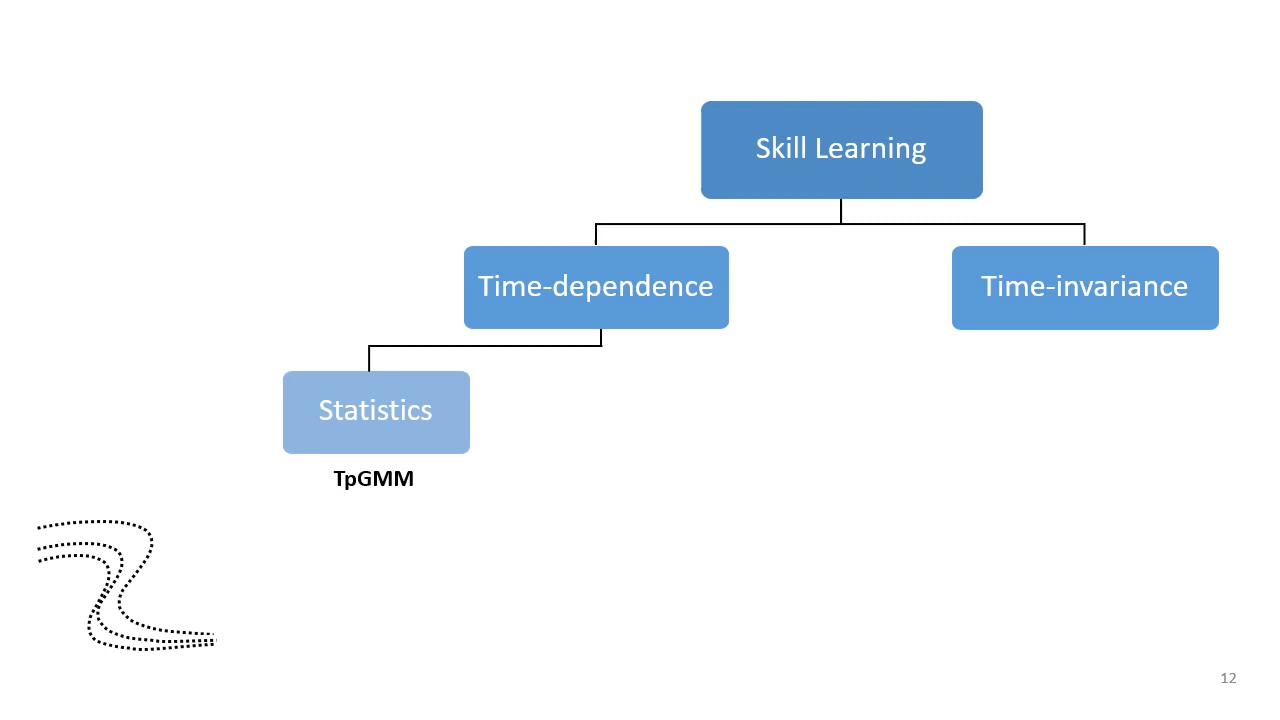 Skill Learning
Time-dependence
Time-invariance
Statistics
TpGMM
12